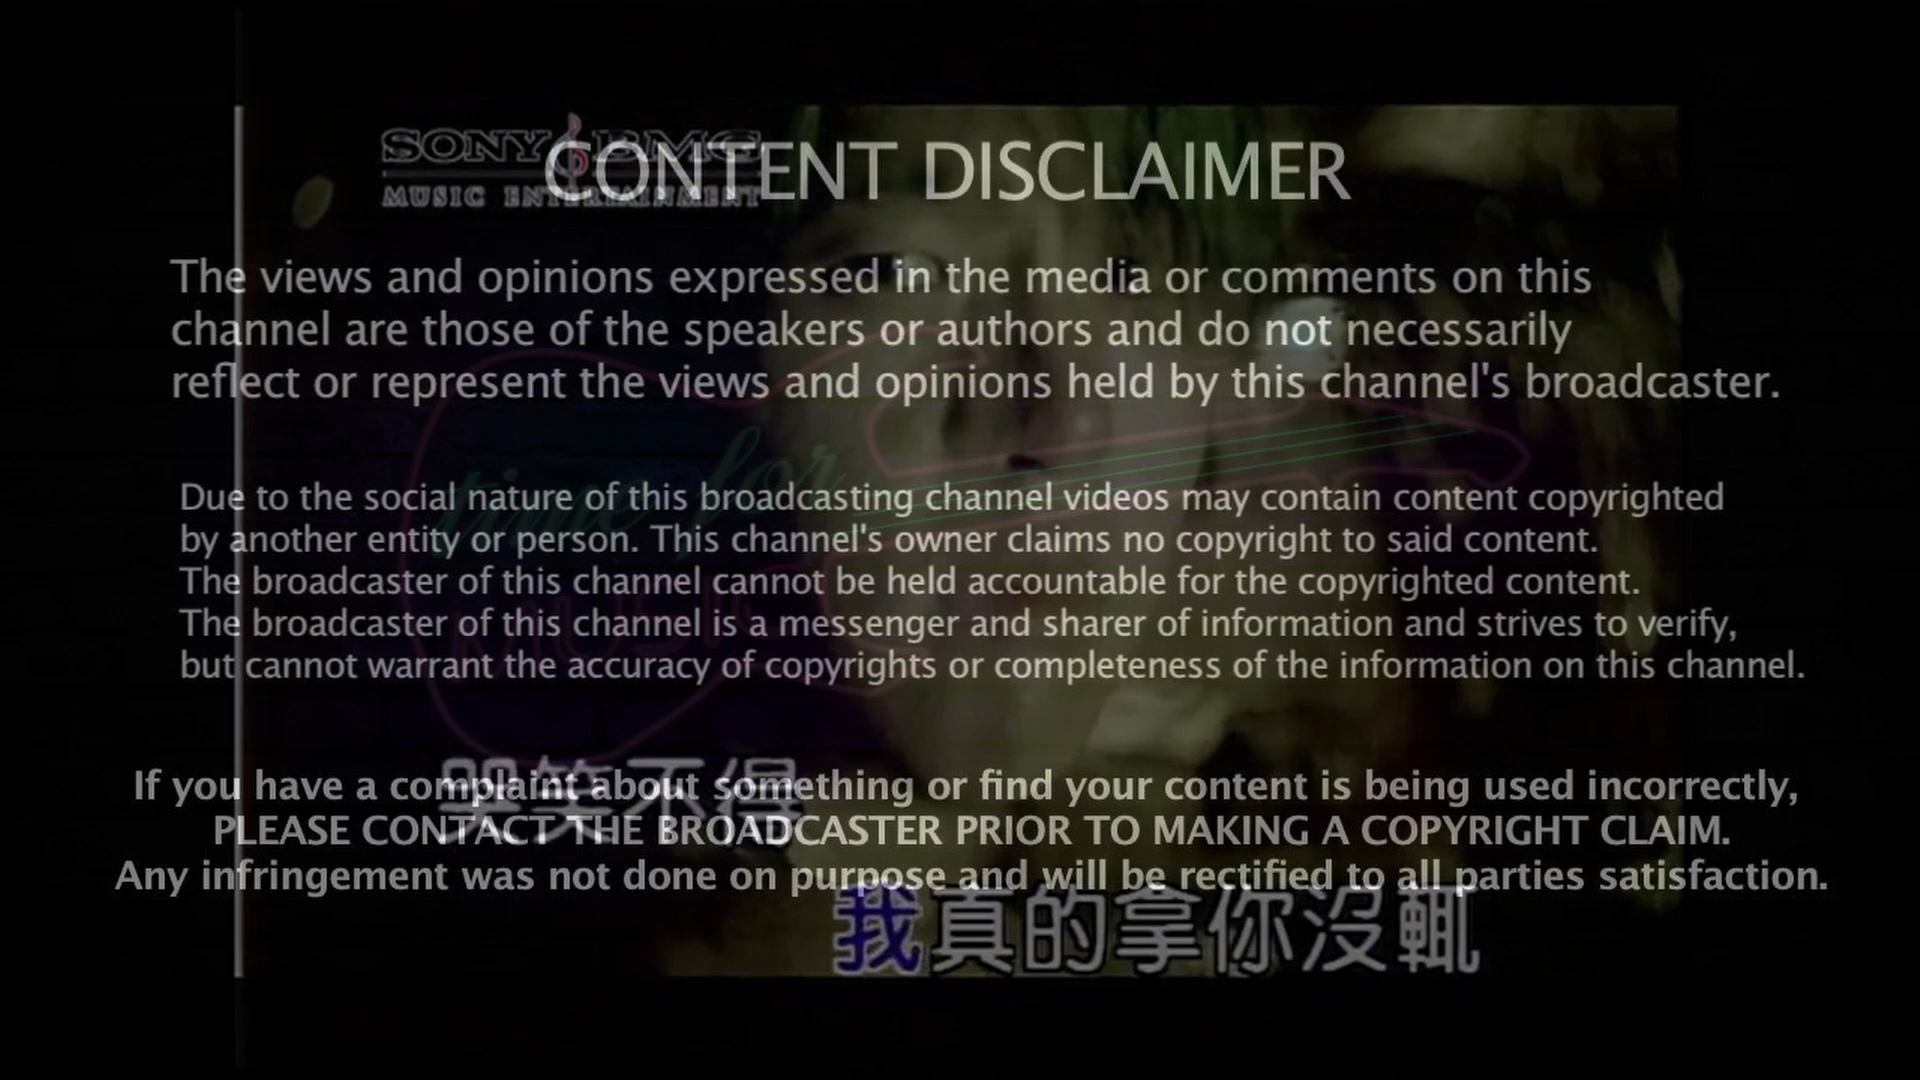 SONY BMG
MUSIC ENTERTAINMENT
CONTENT DISCLAIMER
The views and opinions expressed in the media or comments on this
channel are those of the speakers or authors and do not necessarily
reflect or represent the views and opinions held by this channel's broadcaster.
time for
MUSIC
Due to the social nature of this broadcasting channel videos may contain content copyrighted
by another entity or person. This channel's owner claims no copyright to said content.
The broadcaster of this channel cannot be held accountable for the copyrighted content.
The broadcaster of this channel is a messenger and sharer of information and strives to verify,
but cannot warrant the accuracy of copyrights or completeness of the information on this channel.
哭笑不得
If you have a complaint about something or find your content is being used incorrectly,
PLEASE CONTACT THE BROADCASTER PRIOR TO MAKING A COPYRIGHT CLAIM.
Any infringement was not done on purpose and will be rectified to all parties satisfaction.
我真的拿你沒輒